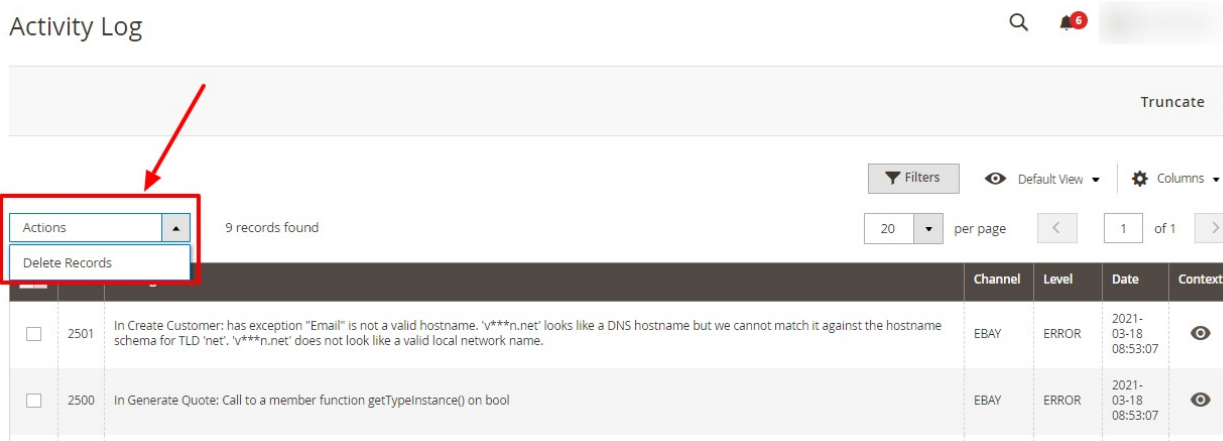 Activity Log
6
Truncate
Filters
Default View
Columns
Actions
9 records found
20
per page
1
of 1
Delete Records
Channel
Level
Date
Context
2501
In Create Customer: has exception "Email" is not a valid hostname. 'v***n.net' looks like a DNS hostname but we cannot match it against the hostname
schema for TLD 'net'. 'v***n.net' does not look like a valid local network name.
EBAY
ERROR
2021-
03-18
08:53:07
2500
In Generate Quote: Call to a member function getTypeInstance() on bool
EBAY
ERROR
2021-
03-18
08:53:07